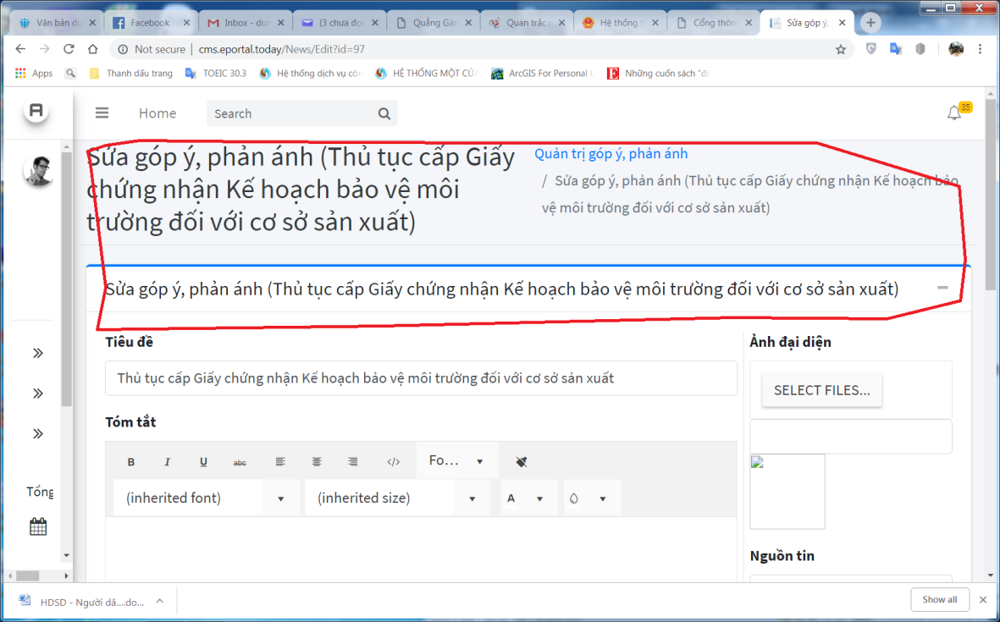 Văn bản dụ
Facebook
Inbox - dun
(3 chưa đọc
Quảng Gan
Quan trắc
Hệ thống
Cổng thôn
Sửa góp ý,
Not secure | cms.eportal.today/News/Edit?id=97
Apps
Thanh dấu trang
TOEIC 30.3
Hệ thống dịch vụ côn
HỆ THỐNG MỘT CỬA
ArcGIS For Personal
Những cuốn sách "đ
A
Home
Search
35
Sửa góp ý, phản ánh (Thủ tục cấp Giấy
chứng nhận Kế hoạch bảo vệ môi
trường đối với cơ sở sản xuất)
Quản trị góp ý, phản ánh
/ Sửa góp ý, phản ánh (Thủ tục cấp Giấy chứng nhận Kế hoạch bảo
vệ môi trường đối với cơ sở sản xuất)
Sửa góp ý, phản ánh (Thủ tục cấp Giấy chứng nhận Kế hoạch bảo vệ môi trường đối với cơ sở sản xuất)
Tiêu đề
Thủ tục cấp Giấy chứng nhận Kế hoạch bảo vệ môi trường đối với cơ sở sản xuất
Tóm tắt
B I U abc </> Fo...
(inherited font)
(inherited size)
A
Ảnh đại diện
SELECT FILES...
Nguồn tin
Tổng
HDSD - Người dâ....do...
Show all